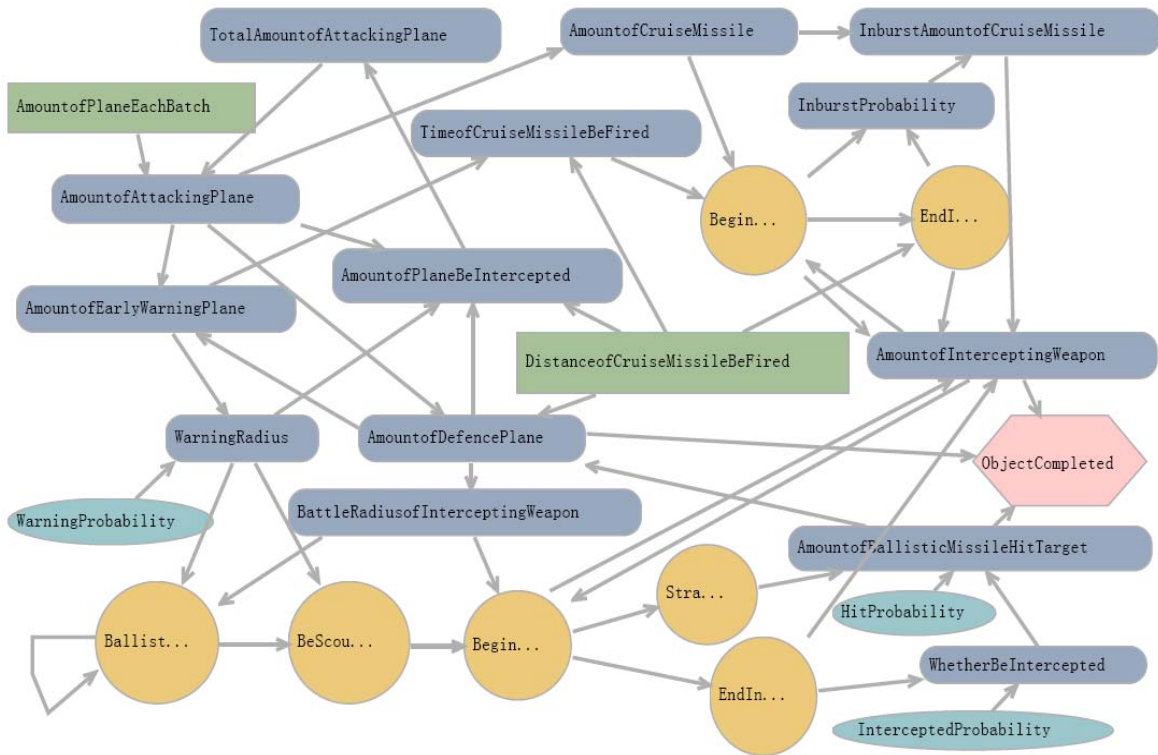 TotalAmountofAttackingPlane
AmountofCruiseMissile
InburstAmountofCruiseMissile
AmountofPlaneEachBatch
InburstProbability
TimeofCruiseMissileBeFired
AmountofAttackingPlane
Begin...
EndI...
AmountofPlaneBeIntercepted
AmountofEarlyWarningPlane
DistanceofCruiseMissileBeFired
AmountofInterceptingWeapon
WarningRadius
AmountofDefencePlane
ObjectCompleted
WarningProbability
BattleRadiusofInterceptingWeapon
AmountofBallisticMissileHitTarget
Stra...
HitProbability
Ballist...
BeScou...
Begin...
WhetherBeIntercepted
EndIn...
InterceptedProbability